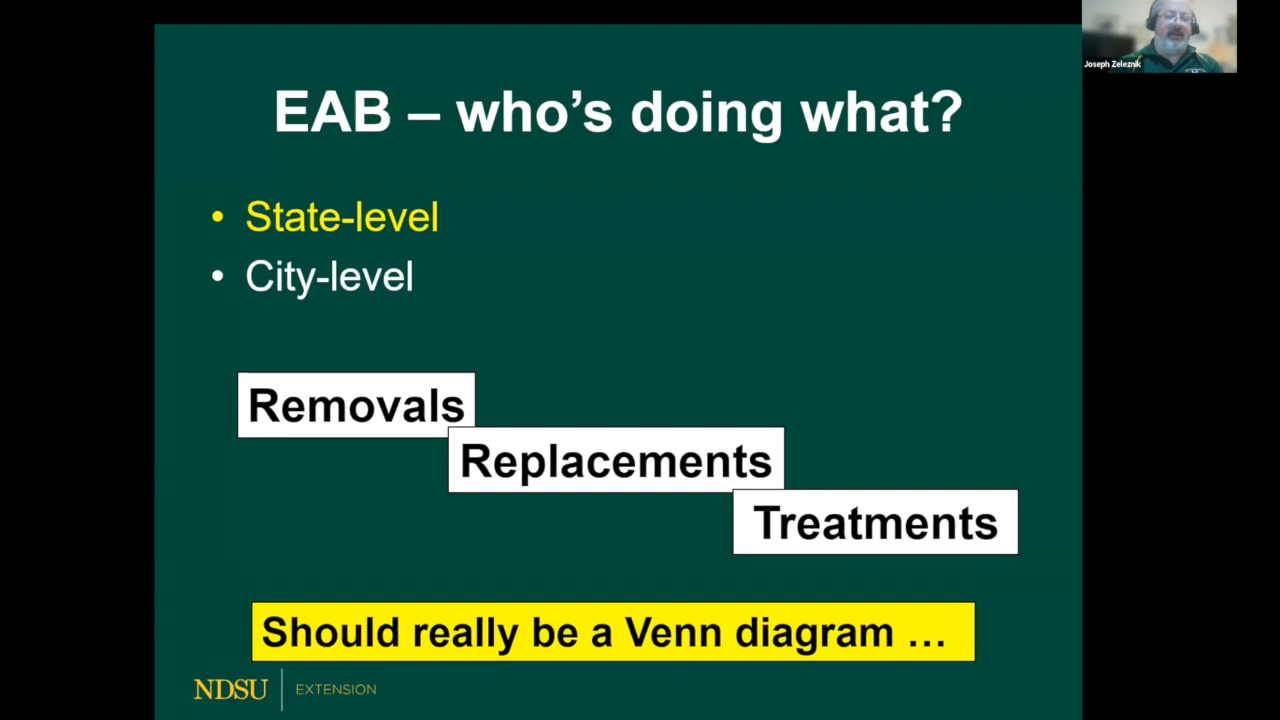 Joseph Zeleznik
EAB – who's doing what?
• State-level
• City-level
Removals
Replacements
Treatments
Should really be a Venn diagram …
NDSU EXTENSION